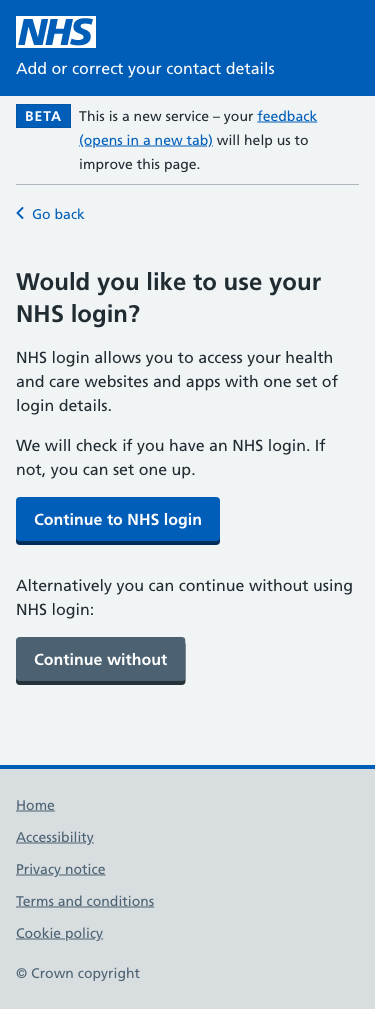 NHS
Add or correct your contact details
BETA This is a new service – your feedback
(opens in a new tab) will help us to
improve this page.
Go back
Would you like to use your
NHS login?
NHS login allows you to access your health
and care websites and apps with one set of
login details.
We will check if you have an NHS login. If
not, you can set one up.
Continue to NHS login
Alternatively you can continue without using
NHS login:
Continue without
Home
Accessibility
Privacy notice
Terms and conditions
Cookie policy
© Crown copyright